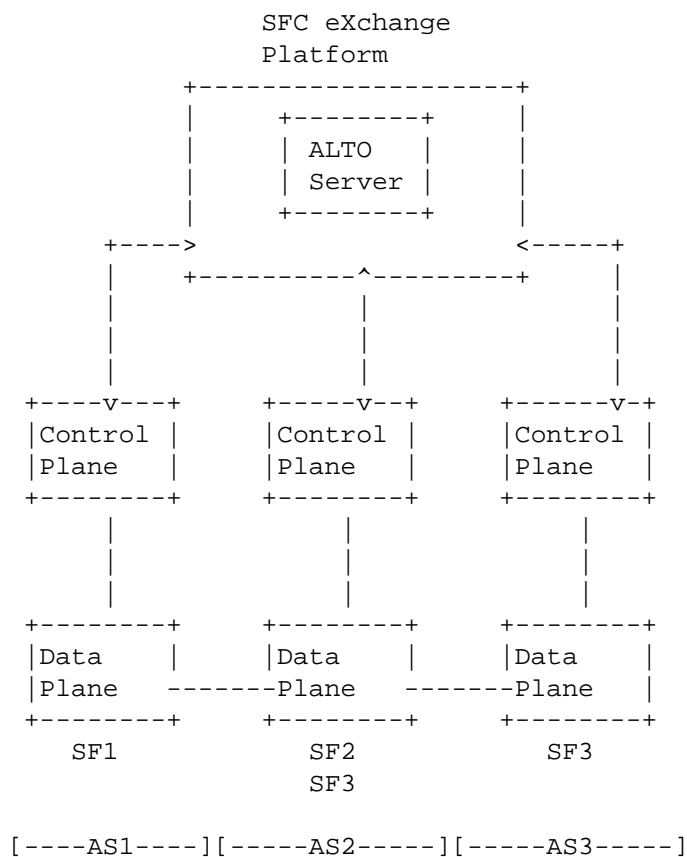 SFC eXchange
Platform
ALTO
Server
Control Control Control
Plane Plane Plane
Data Data Data
Plane -------Plane -------Plane
SF1 SF2 SF3
SF3
[----AS1----][-----AS2-----][-----AS3-----]